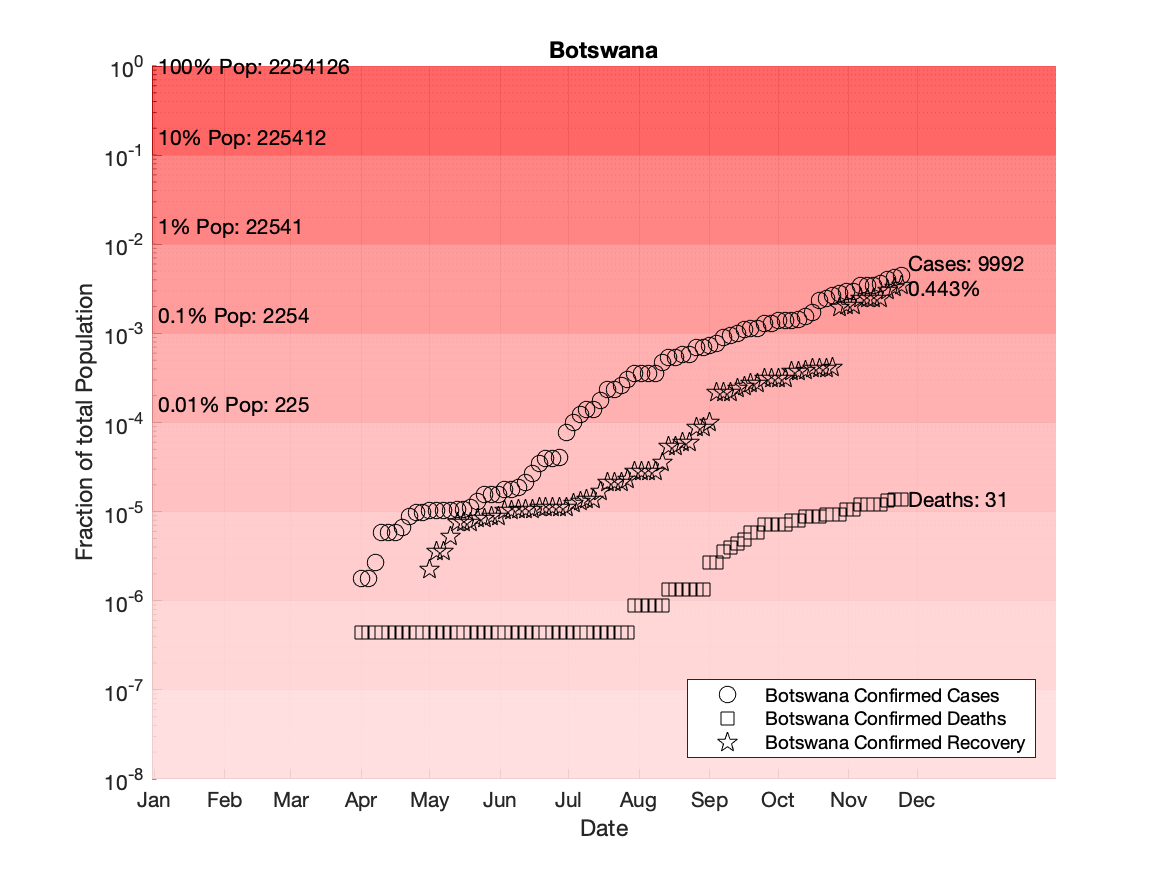 Botswana
10^0
100% Pop: 2254126
10% Pop: 225412
10^-1
1% Pop: 22541
10^-2
Cases: 9992
0.443%
0.1% Pop: 2254
10^-3
0.01% Pop: 225
10^-4
Deaths: 31
10^-5
10^-6
10^-7
10^-8
Fraction of total Population
Botswana Confirmed Cases
Botswana Confirmed Deaths
Botswana Confirmed Recovery
Jan Feb Mar Apr May Jun Jul Aug Sep Oct Nov Dec
Date